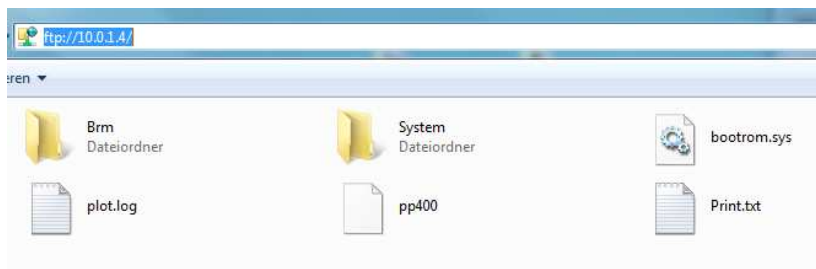 ftp://10.0.1.4/
eren
Brm
Dateiordner
System
Dateiordner
bootrom.sys
plot.log
pp400
Print.txt